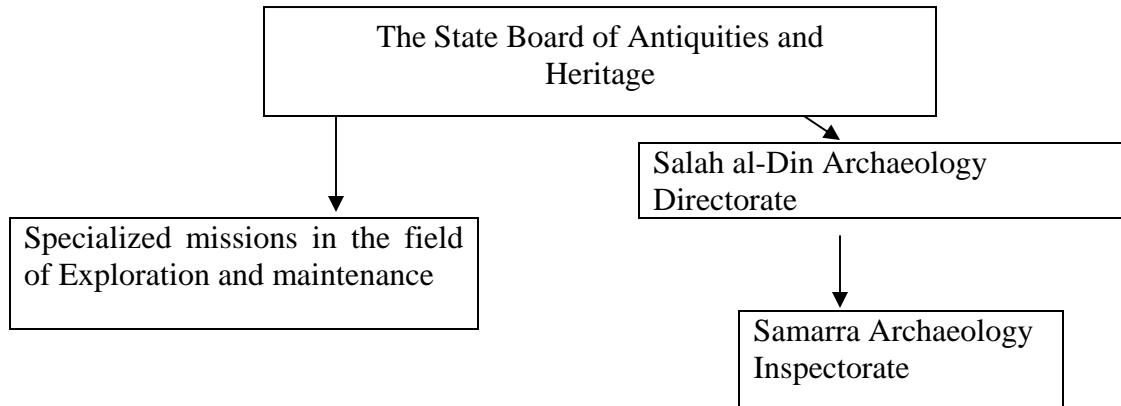 The State Board of Antiquities and
Heritage
Salah al-Din Archaeology
Directorate
Specialized missions in the field
of Exploration and maintenance
Samarra Archaeology
Inspectorate